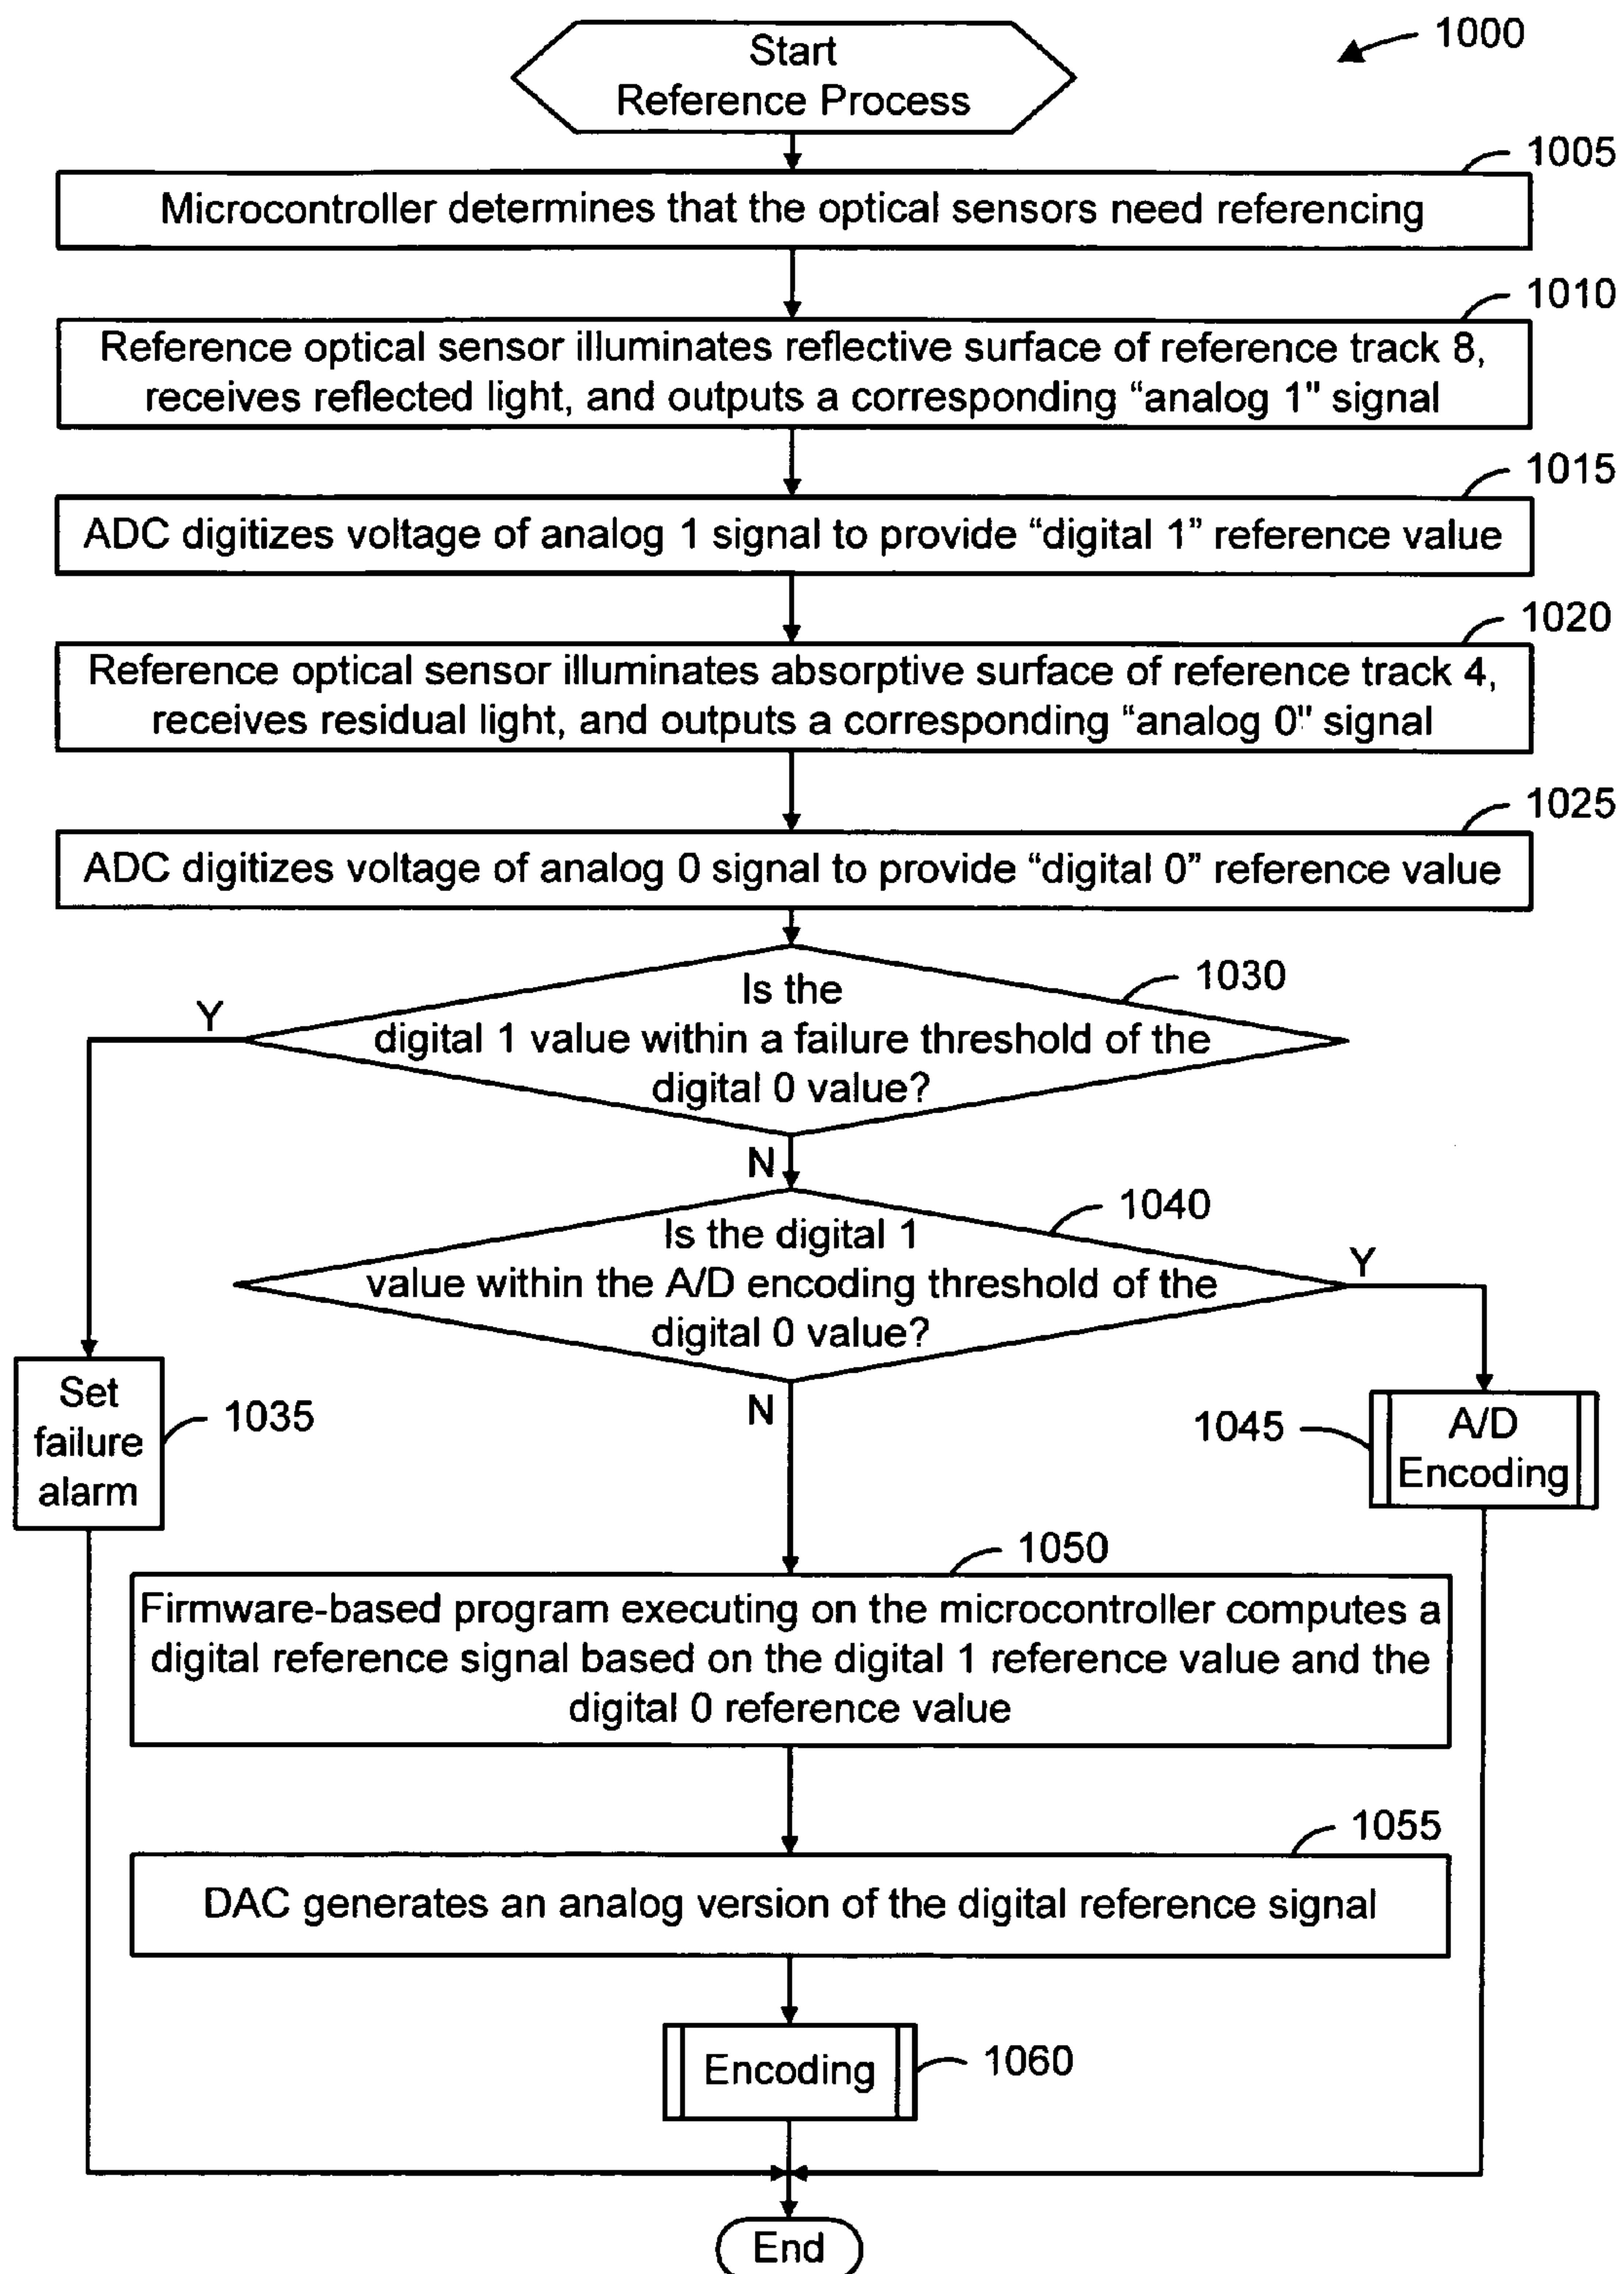 Start
Reference Process
1000
1005
Microcontroller determines that the optical sensors need referencing
1010
Reference optical sensor illuminates reflective surface of reference track 8,
receives reflected light, and outputs a corresponding “analog 1" signal
1015
ADC digitizes voltage of analog 1 signal to provide “digital 1” reference value
1020
Reference optical sensor illuminates absorptive surface of reference track 4,
receives residual light, and outputs a corresponding “analog 0" signal
1025
ADC digitizes voltage of analog 0 signal to provide “digital 0” reference value
1030
Is the
digital 1 value within a failure threshold of the
digital 0 value?
Y
N
1040
Is the digital 1
value within the A/D encoding threshold of the
digital 0 value?
Y
N
Set
failure
alarm
1035
1045
A/D
Encoding
1050
Firmware-based program executing on the microcontroller computes a
digital reference signal based on the digital 1 reference value and the
digital 0 reference value
1055
DAC generates an analog version of the digital reference signal
Encoding
1060
End